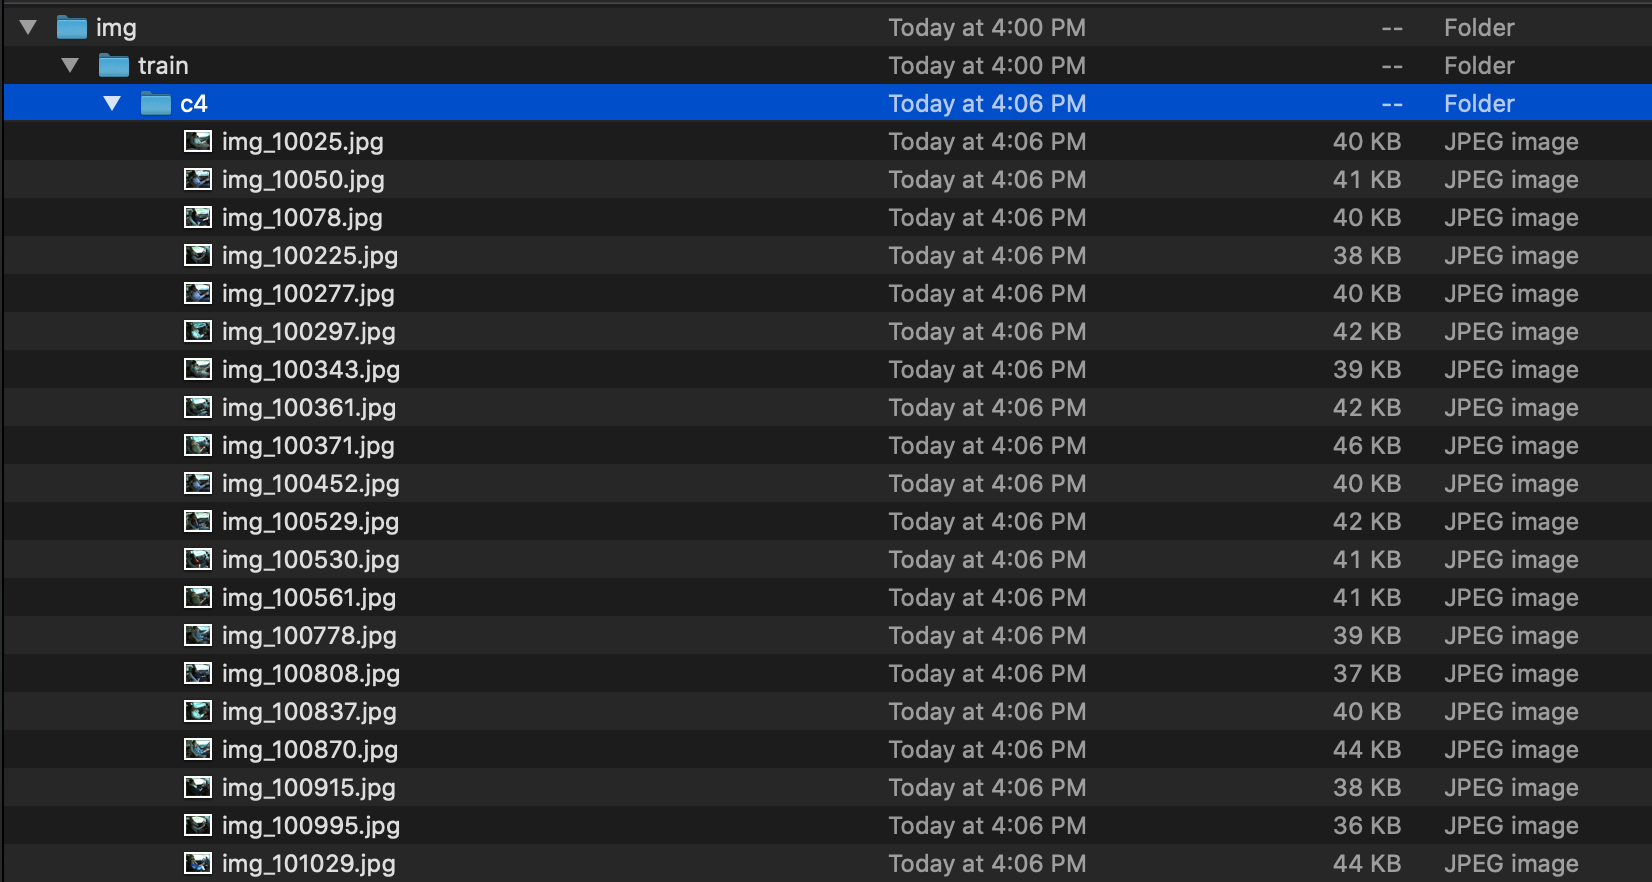 img Today at 4:00 PM -- Folder
train Today at 4:00 PM -- Folder
c4 Today at 4:06 PM -- Folder
img_10025.jpg Today at 4:06 PM 40 KB JPEG image
img_10050.jpg Today at 4:06 PM 41 KB JPEG image
img_10078.jpg Today at 4:06 PM 40 KB JPEG image
img_100225.jpg Today at 4:06 PM 38 KB JPEG image
img_100277.jpg Today at 4:06 PM 40 KB JPEG image
img_100297.jpg Today at 4:06 PM 42 KB JPEG image
img_100343.jpg Today at 4:06 PM 39 KB JPEG image
img_100361.jpg Today at 4:06 PM 42 KB JPEG image
img_100371.jpg Today at 4:06 PM 46 KB JPEG image
img_100452.jpg Today at 4:06 PM 40 KB JPEG image
img_100529.jpg Today at 4:06 PM 42 KB JPEG image
img_100530.jpg Today at 4:06 PM 41 KB JPEG image
img_100561.jpg Today at 4:06 PM 41 KB JPEG image
img_100778.jpg Today at 4:06 PM 39 KB JPEG image
img_100808.jpg Today at 4:06 PM 37 KB JPEG image
img_100837.jpg Today at 4:06 PM 40 KB JPEG image
img_100870.jpg Today at 4:06 PM 44 KB JPEG image
img_100915.jpg Today at 4:06 PM 38 KB JPEG image
img_100995.jpg Today at 4:06 PM 36 KB JPEG image
img_101029.jpg Today at 4:06 PM 44 KB JPEG image